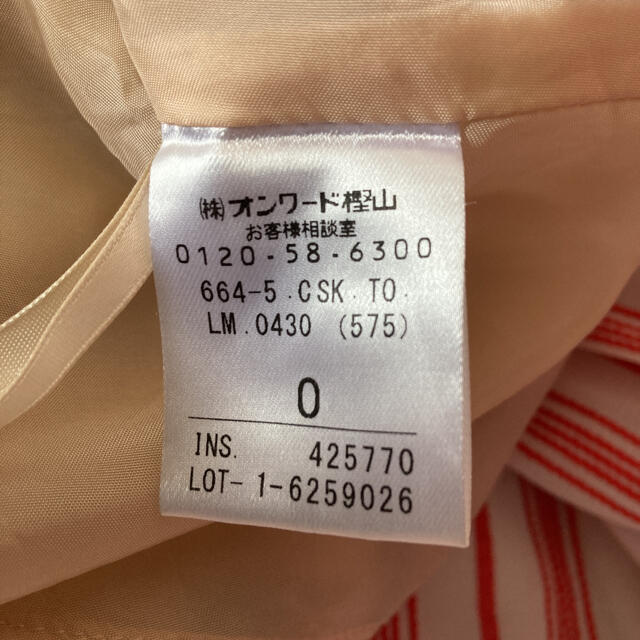 (株)オンワード樫山
お客様相談室
0120-58-6300
664-5.CSK.TO.
LM.0430 (575)
0
INS. 425770
LOT- 1-6259026